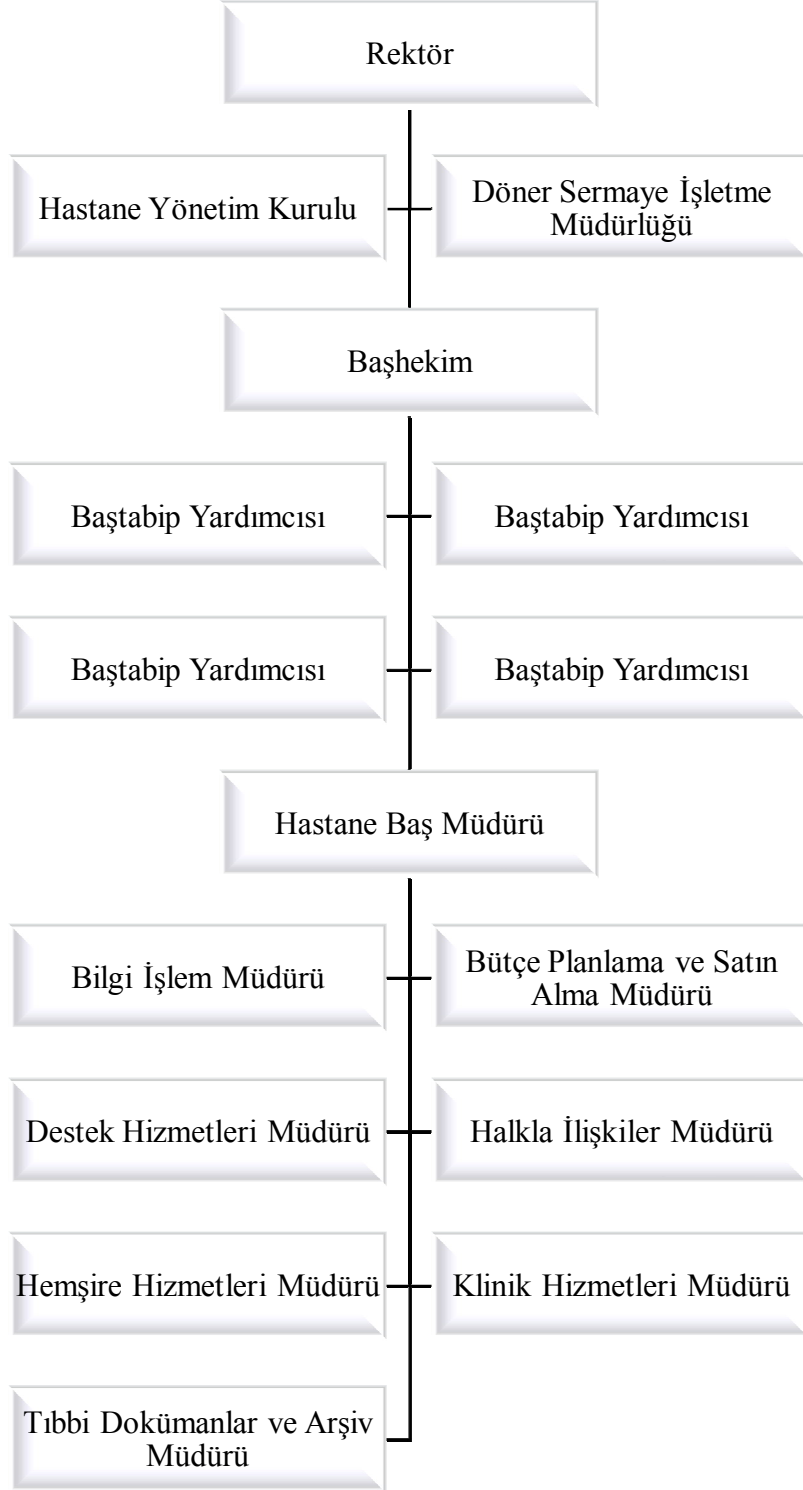 Rektör
Hastane Yönetim Kurulu
Döner Sermaye İşletme
Müdürlüğü
Başhekim
Baştabip Yardımcısı
Baştabip Yardımcısı
Baştabip Yardımcısı
Baştabip Yardımcısı
Hastane Baş Müdürü
Bilgi İşlem Müdürü
Bütçe Planlama ve Satın
Alma Müdürü
Destek Hizmetleri Müdürü
Halkla İlişkiler Müdürü
Hemşire Hizmetleri Müdürü
Klinik Hizmetleri Müdürü
Tıbbi Dokümanlar ve Arşiv
Müdürü